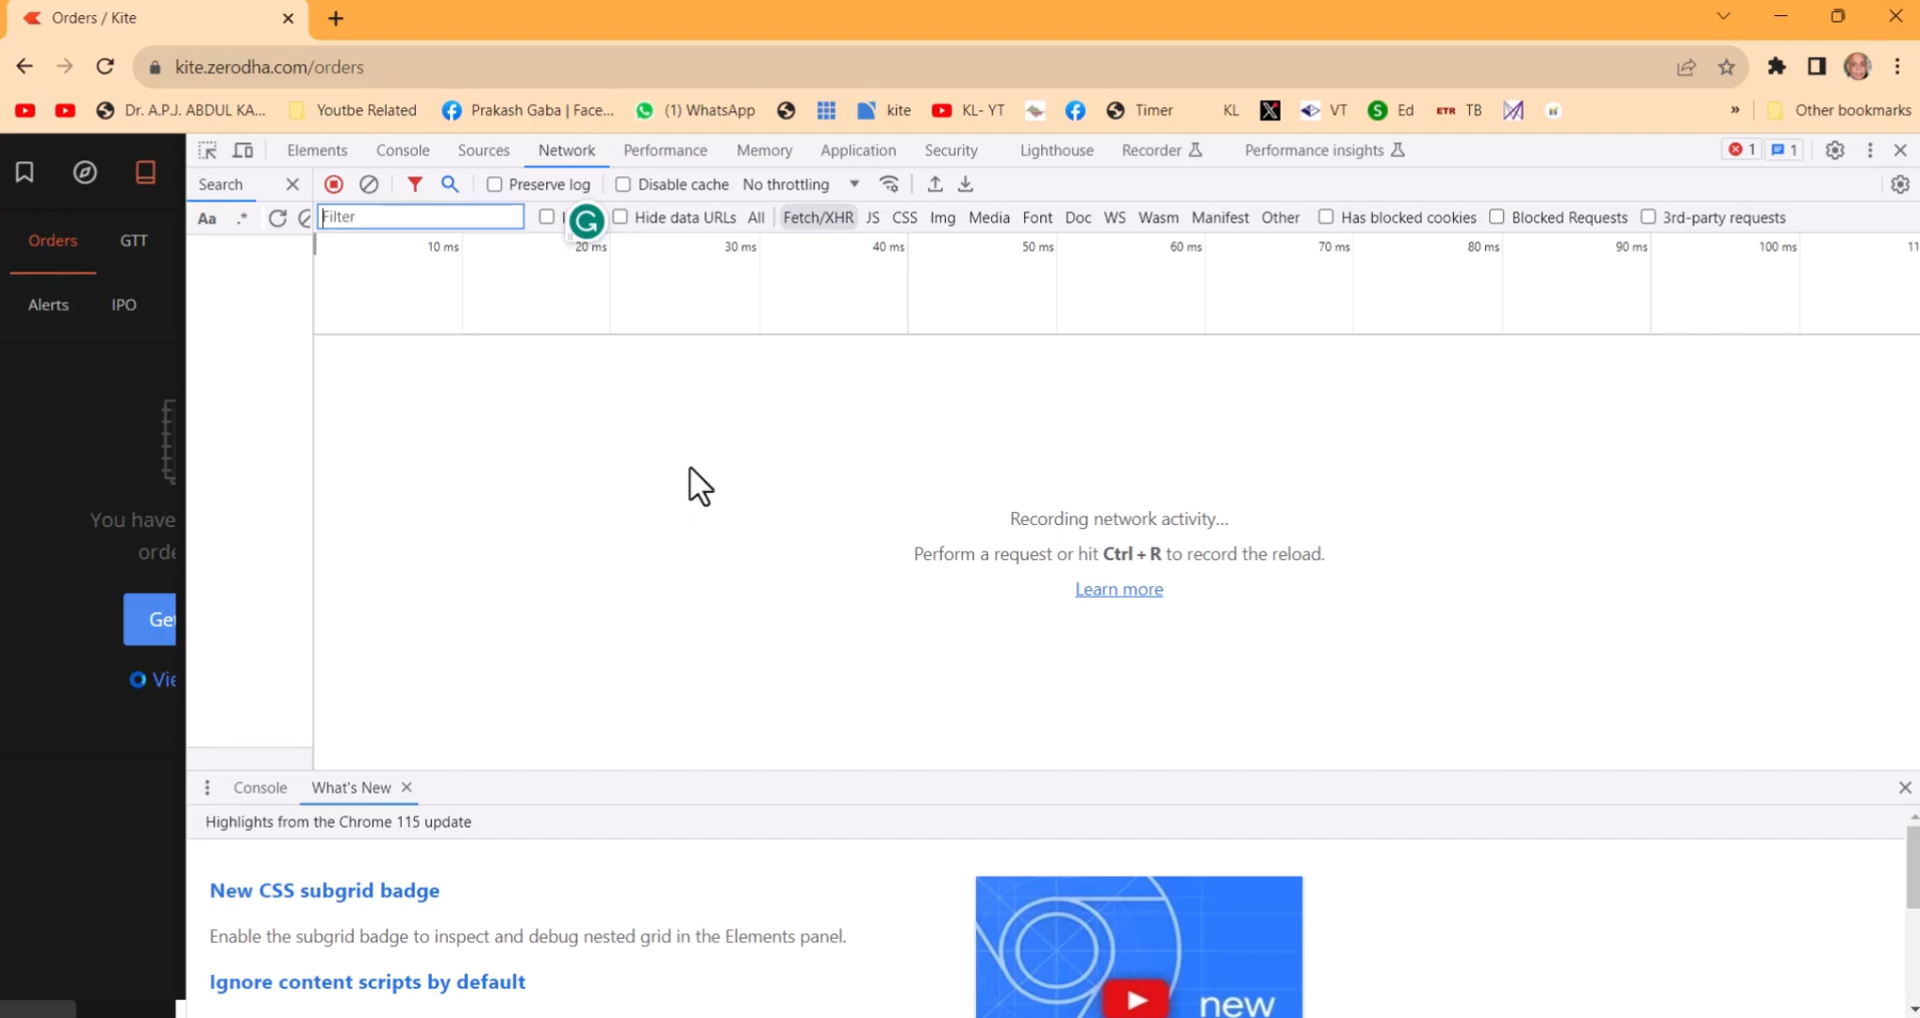 Orders / Kite
kite.zerodha.com/orders
Dr. A.P.J. ABDUL KA... Youtbe Related Prakash Gaba | Face... (1) WhatsApp kite KL- YT Timer KL VT Ed ETR TB » Other bookmarks
Elements Console Sources Network Performance Memory Application Security Lighthouse Recorder Performance insights 1 1
Search Preserve log Disable cache No throttling
Aa .* Filter Hide data URLs All Fetch/XHR JS CSS Img Media Font Doc WS Wasm Manifest Other Has blocked cookies Blocked Requests 3rd-party requests
Orders GTT
10 ms 20 ms 30 ms 40 ms 50 ms 60 ms 70 ms 80 ms 90 ms 100 ms 11
Alerts IPO
You have
orde
Recording network activity...
Perform a request or hit Ctrl + R to record the reload.
Learn more
Get
Vie
Console What's New
Highlights from the Chrome 115 update
New CSS subgrid badge
Enable the subgrid badge to inspect and debug nested grid in the Elements panel.
Ignore content scripts by default
new